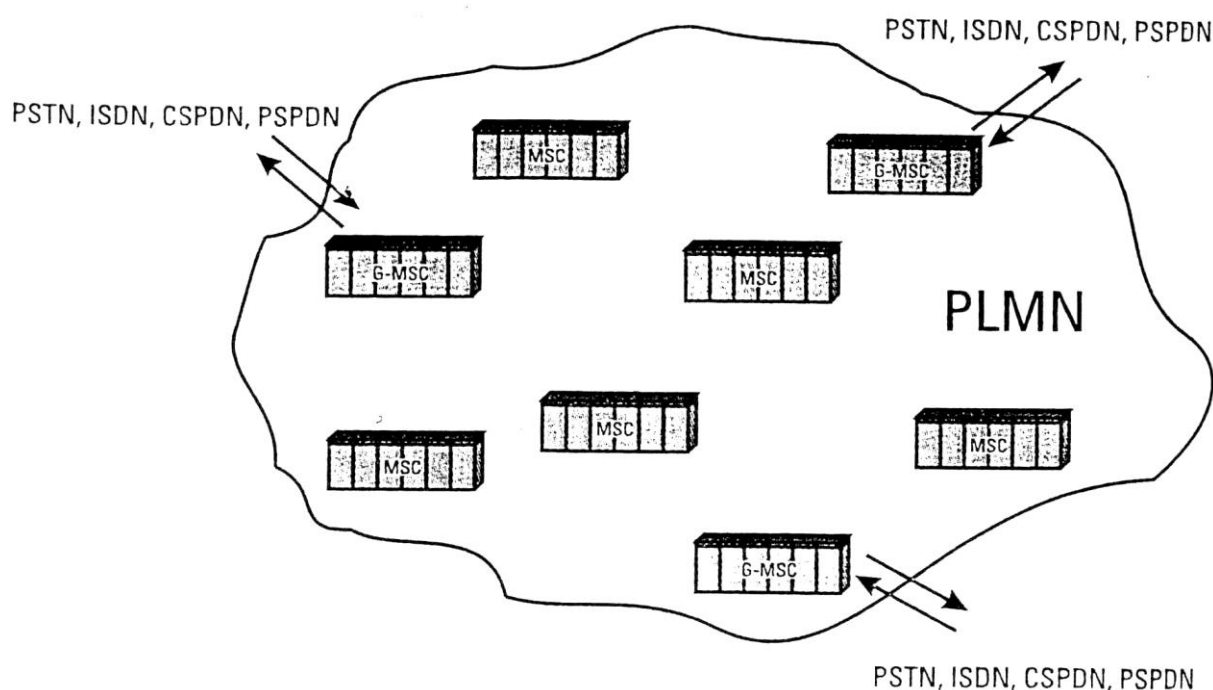 PSTN, ISDN, CSPDN, PSPDN
PSTN, ISDN, CSPDN, PSPDN
MSC
G-MSC
G-MSC
MSC
PLMN
MSC
MSC
MSC
G-MSC
PSTN, ISDN, CSPDN, PSPDN